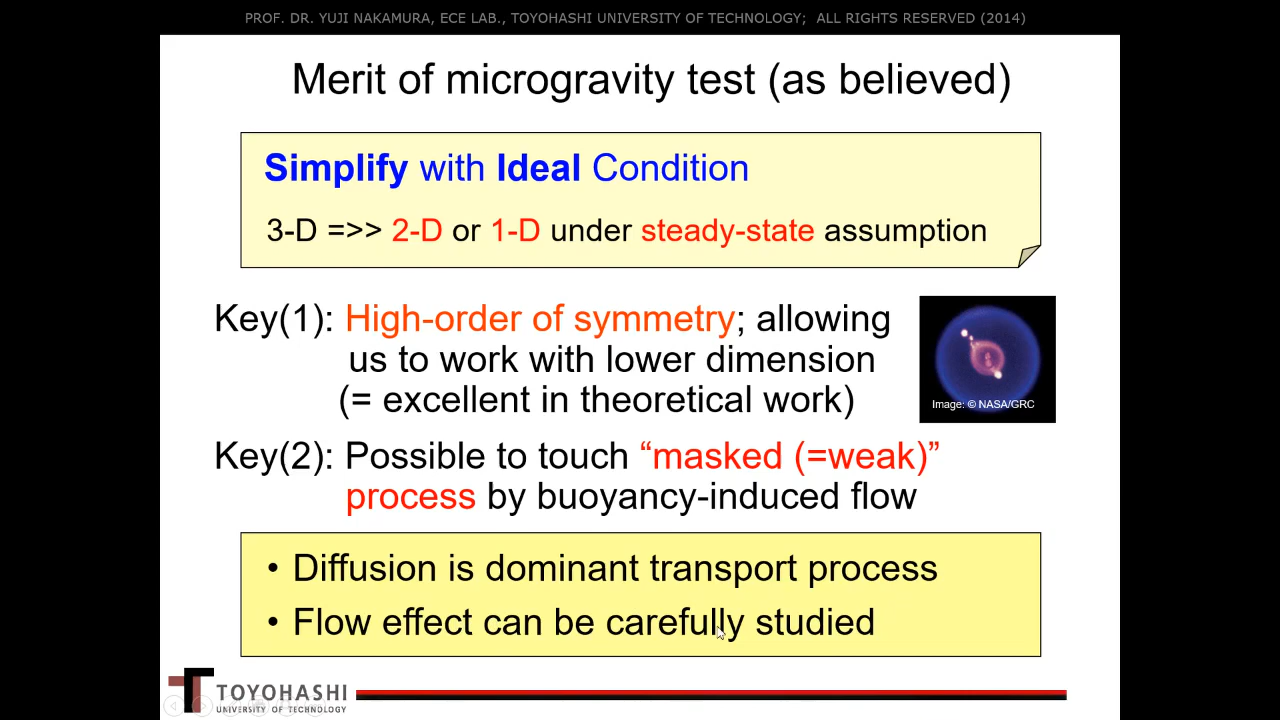 PROF. DR. YUJI NAKAMURA, ECE LAB., TOYOHASHI UNIVERSITY OF TECHNOLOGY; ALL RIGHTS RESERVED (2014)
Merit of microgravity test (as believed)
Simplify with Ideal Condition
3-D =>> 2-D or 1-D under steady-state assumption
Key(1): High-order of symmetry; allowing
us to work with lower dimension
(= excellent in theoretical work)
Image: © NASA/GRC
Key(2): Possible to touch “masked (=weak)”
process by buoyancy-induced flow
• Diffusion is dominant transport process
• Flow effect can be carefully studied
TOYOHASHI
UNIVERSITY OF TECHNOLOGY